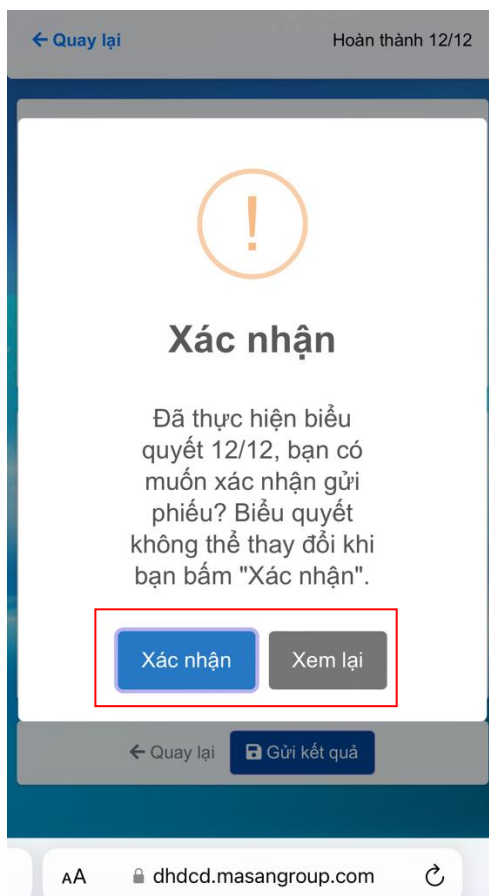 ← Quay lại Hoàn thành 12/12
!
Xác nhận
Đã thực hiện biểu
quyết 12/12, bạn có
muốn xác nhận gửi
phiếu? Biểu quyết
không thể thay đổi khi
bạn bấm "Xác nhận".
Xác nhận Xem lại
← Quay lại Gửi kết quả
AA dhdcd.masangroup.com